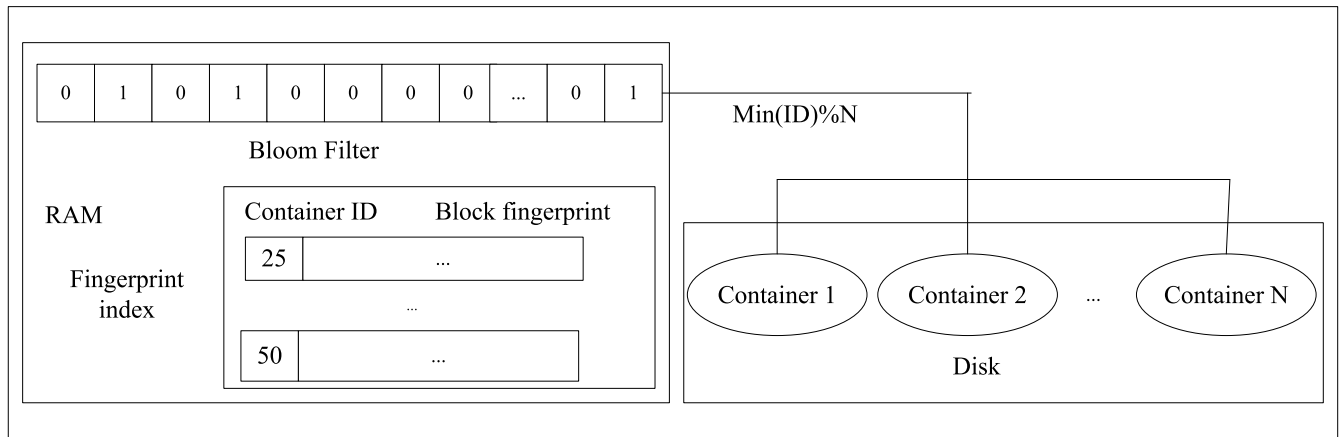 0 1 0 1 0 0 0 0 ... 0 1
Bloom Filter
Min(ID)%N
RAM
Container ID Block fingerprint
25 ...
Fingerprint
index
...
50 ...
Container 1 Container 2 ... Container N
Disk